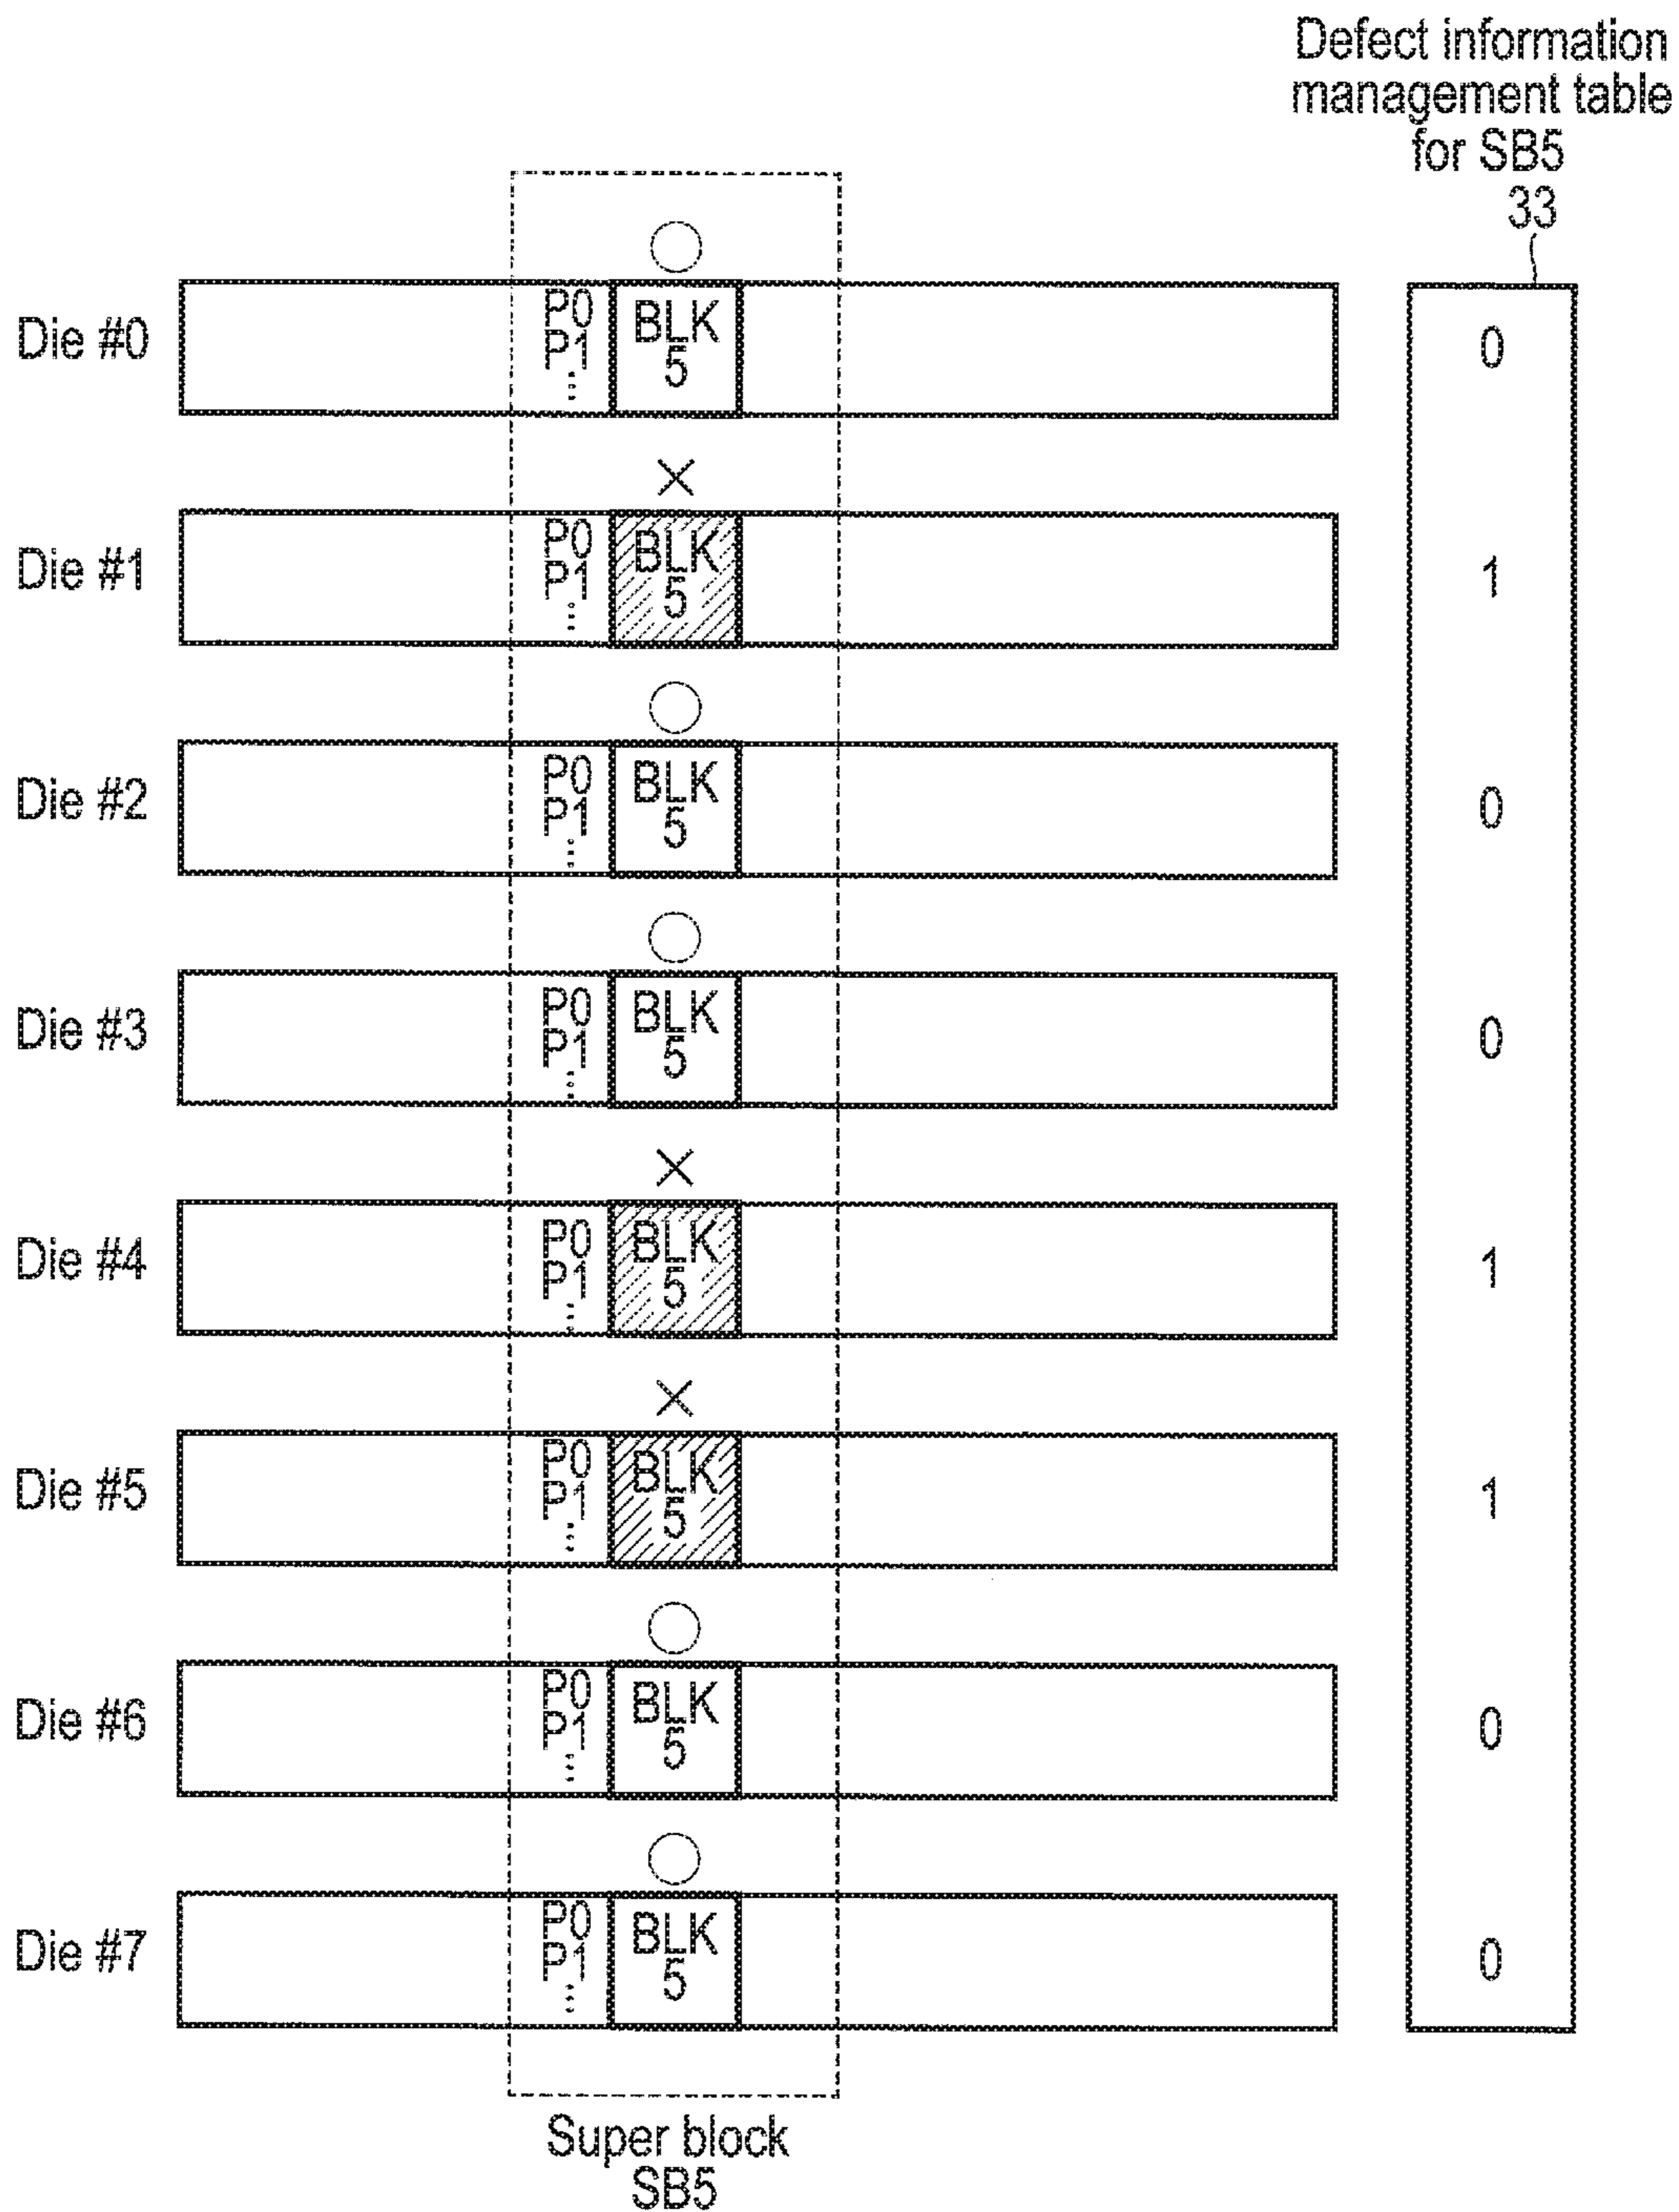 Defect information
management table
for SB5
33
Die #0
P0
P1
⋮
BLK
5
0
Die #1
P0
P1
⋮
BLK
5
1
Die #2
P0
P1
⋮
BLK
5
0
Die #3
P0
P1
⋮
BLK
5
0
Die #4
P0
P1
⋮
BLK
5
1
Die #5
P0
P1
⋮
BLK
5
1
Die #6
P0
P1
⋮
BLK
5
0
Die #7
P0
P1
⋮
BLK
5
0
Super block
SB5